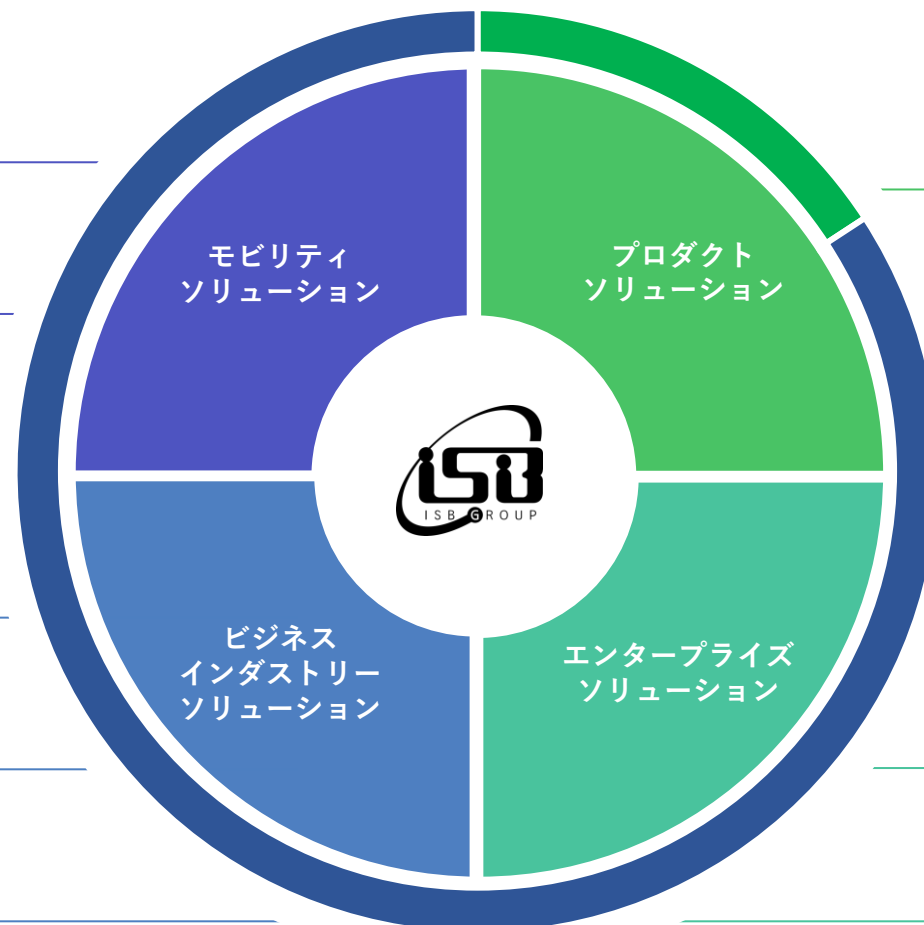 モビリティ
ソリューション
プロダクト
ソリューション
iSB
ISB GROUP
ビジネス
インダストリー
ソリューション
エンタープライズ
ソリューション